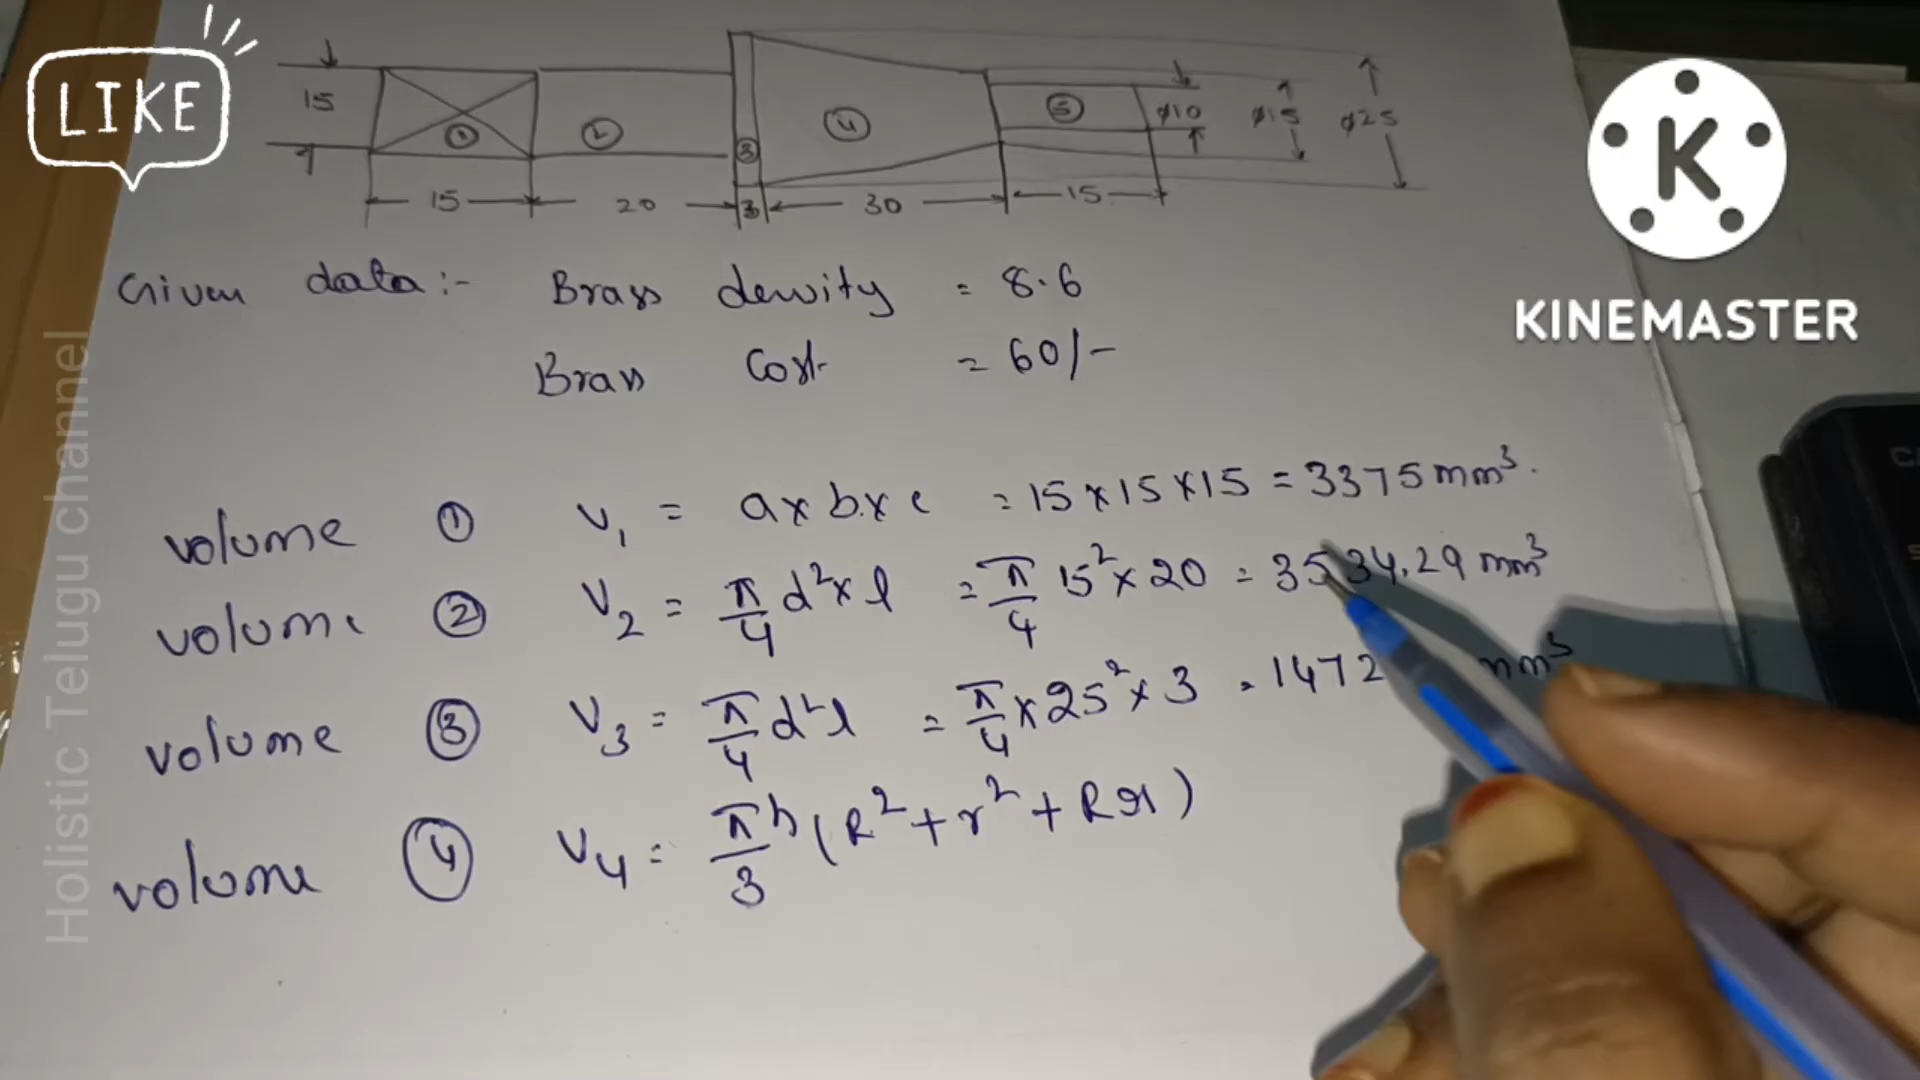 LIKE
15 ① ② ③ ④ ⑤ ø10 ø15 ø25
15 20 3 30 15
K
KINEMASTER
Given data:- Brass density = 8.6
Brass Cost = 60/-
volume ① V1 = a x b x c = 15 x 15 x 15 = 3375 mm³.
volume ② V2 = π/4 d² x l = π/4 15² x 20 = 3534.29 mm³
volume ③ V3 = π/4 d² l = π/4 x 25² x 3 = 1472 mm³
volume ④ V4 = πh/3 (R² + r² + Rr)
Holistic Telugu channel